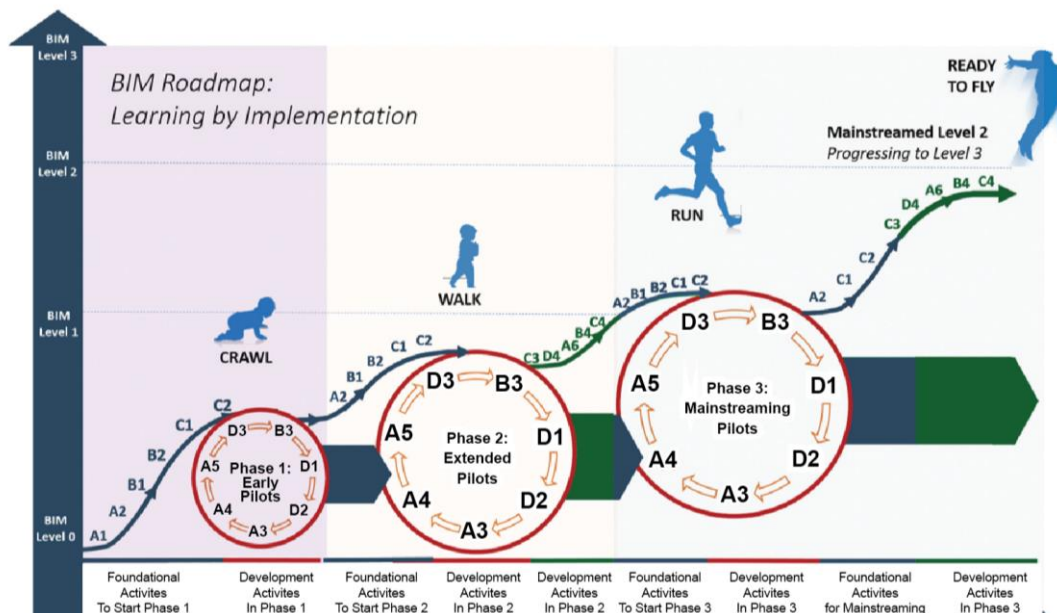 BIM
Level 3
BIM
Level 2
BIM
Level 1
BIM
Level 0
BIM Roadmap:
Learning by Implementation
READY
TO FLY
Mainstreamed Level 2
Progressing to Level 3
RUN
WALK
CRAWL
A1
A2
B1
B2
C1
C2
D3
B3
D1
D2
A3
A4
A5
Phase 1:
Early
Pilots
A2
B1
B2
C1
C2
D3
B3
D1
D2
A3
A4
A5
Phase 2:
Extended
Pilots
C3
D4
A6
B4
C4
A2
B1
B2
C1
C2
D3
B3
D1
D2
A3
A4
A5
Phase 3:
Mainstreaming
Pilots
A2
C1
C2
C3
D4
A6
B4
C4
Foundational
Activites
To Start Phase 1
Development
Activites
In Phase 1
Foundational
Activites
To Start Phase 2
Development
Activites
In Phase 2
Development
Activites
In Phase 2
Foundational
Activites
To Start Phase 3
Development
Activites
In Phase 3
Foundational
Activites
for Mainstreaming
Development
Activites
In Phase 3